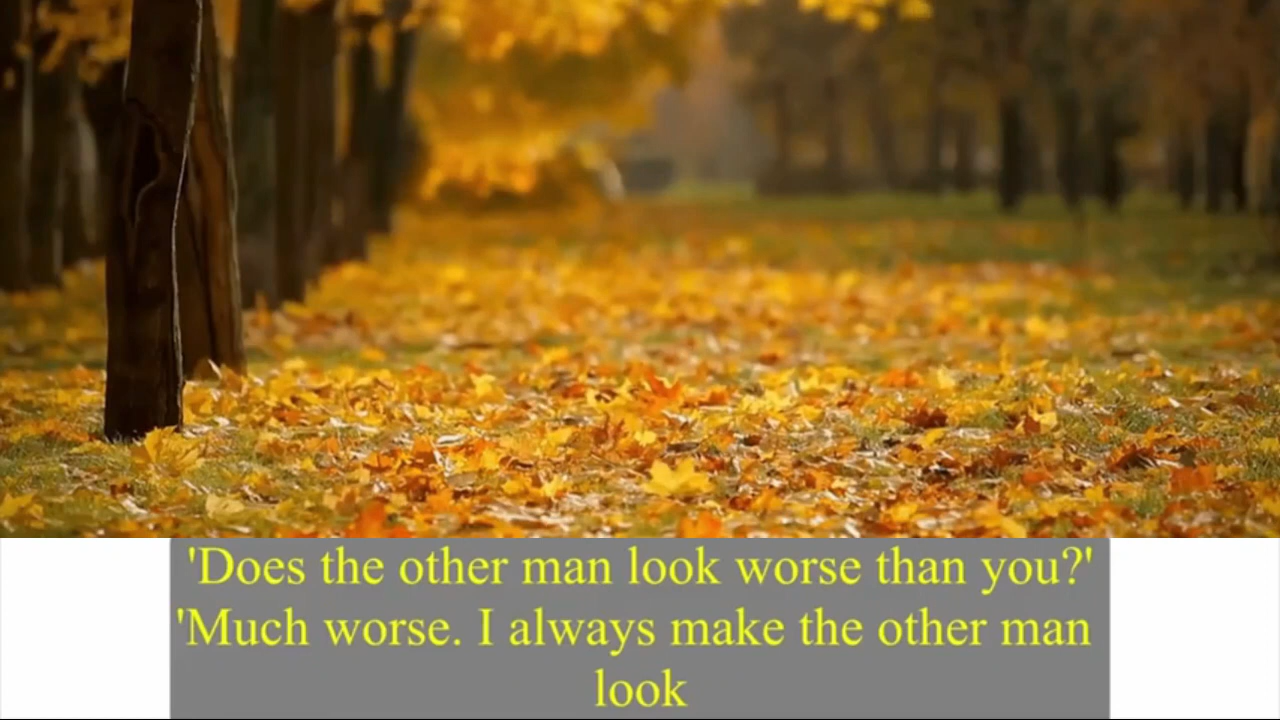 'Does the other man look worse than you?'
'Much worse. I always make the other man
look